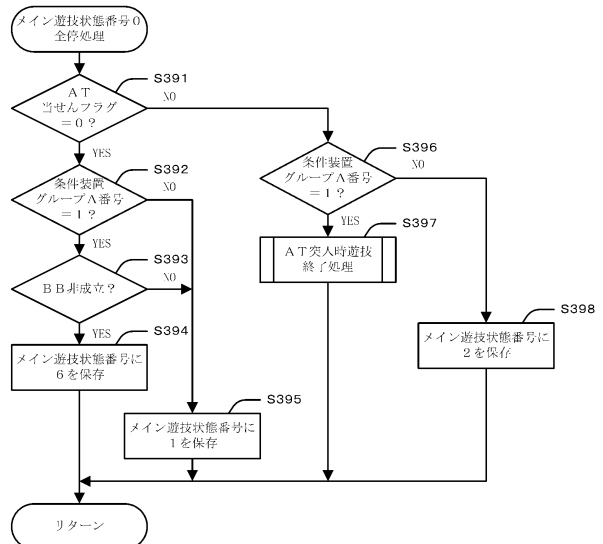 メイン遊技状態番号0
全停処理
S391
AT
当せんフラグ
=0?
NO
YES
S392
条件装置
グループA番号
=1?
NO
YES
S393
BB非成立?
NO
YES
S394
メイン遊技状態番号に
6を保存
S395
メイン遊技状態番号に
1を保存
S396
条件装置
グループA番号
=1?
NO
YES
S397
AT突入時遊技
終了処理
S398
メイン遊技状態番号に
2を保存
リターン